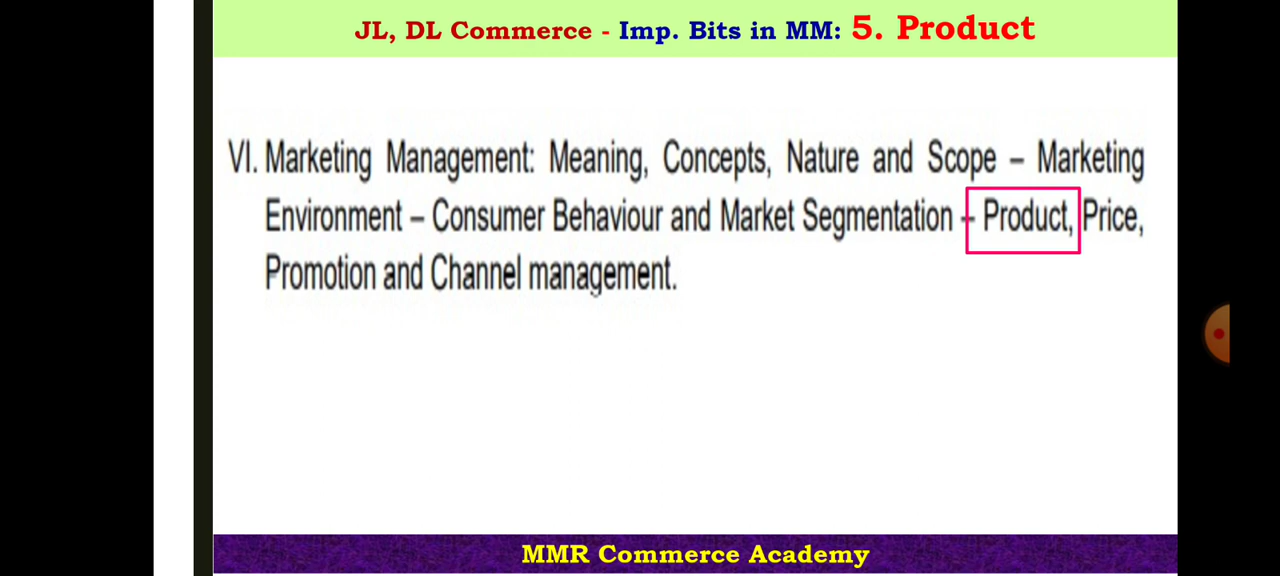 JL, DL Commerce - Imp. Bits in MM: 5. Product
VI. Marketing Management: Meaning, Concepts, Nature and Scope – Marketing
Environment – Consumer Behaviour and Market Segmentation – Product, Price,
Promotion and Channel management.
MMR Commerce Academy